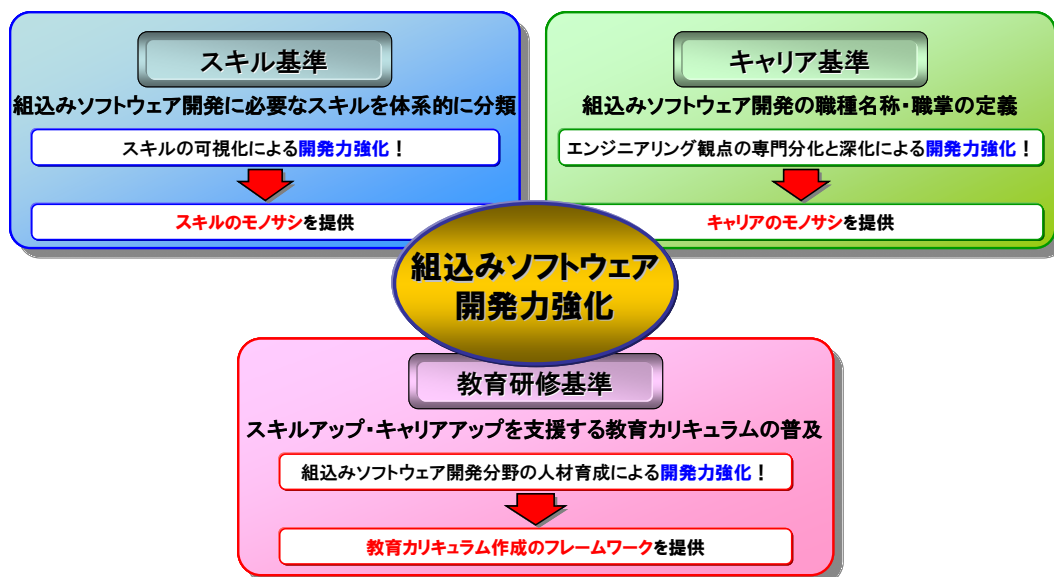 スキル基準
組込みソフトウェア開発に必要なスキルを体系的に分類
スキルの可視化による開発力強化！
スキルのモノサシを提供
キャリア基準
組込みソフトウェア開発の職種名称・職掌の定義
エンジニアリング観点の専門分化と深化による開発力強化！
キャリアのモノサシを提供
組込みソフトウェア
開発力強化
教育研修基準
スキルアップ・キャリアアップを支援する教育カリキュラムの普及
組込みソフトウェア開発分野の人材育成による開発力強化！
教育カリキュラム作成のフレームワークを提供